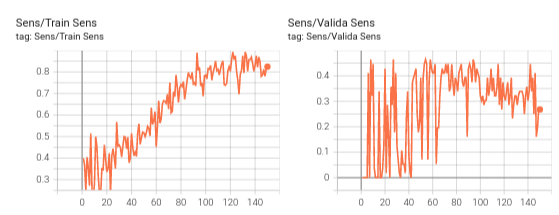 Sens/Train Sens
tag: Sens/Train Sens
0.8
0.7
0.6
0.5
0.4
0.3
0 20 40 60 80 100 120 140
Sens/Valida Sens
tag: Sens/Valida Sens
0.4
0.3
0.2
0.1
0
0 20 40 60 80 100 120 140